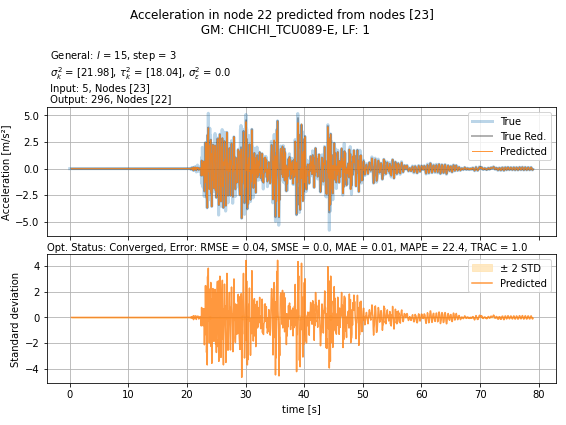 Acceleration in node 22 predicted from nodes [23]
GM: CHICHI_TCU089-E, LF: 1
General: l = 15, step = 3
σ²ₖ = [21.98], τ²ₖ = [18.04], σ²ε = 0.0
Input: 5, Nodes [23]
Output: 296, Nodes [22]
Acceleration [m/s²]
5.0
2.5
0.0
−2.5
−5.0
True
True Red.
Predicted
Opt. Status: Converged, Error: RMSE = 0.04, SMSE = 0.0, MAE = 0.01, MAPE = 22.4, TRAC = 1.0
Standard deviation
4
2
0
−2
−4
± 2 STD
Predicted
0 10 20 30 40 50 60 70 80
time [s]